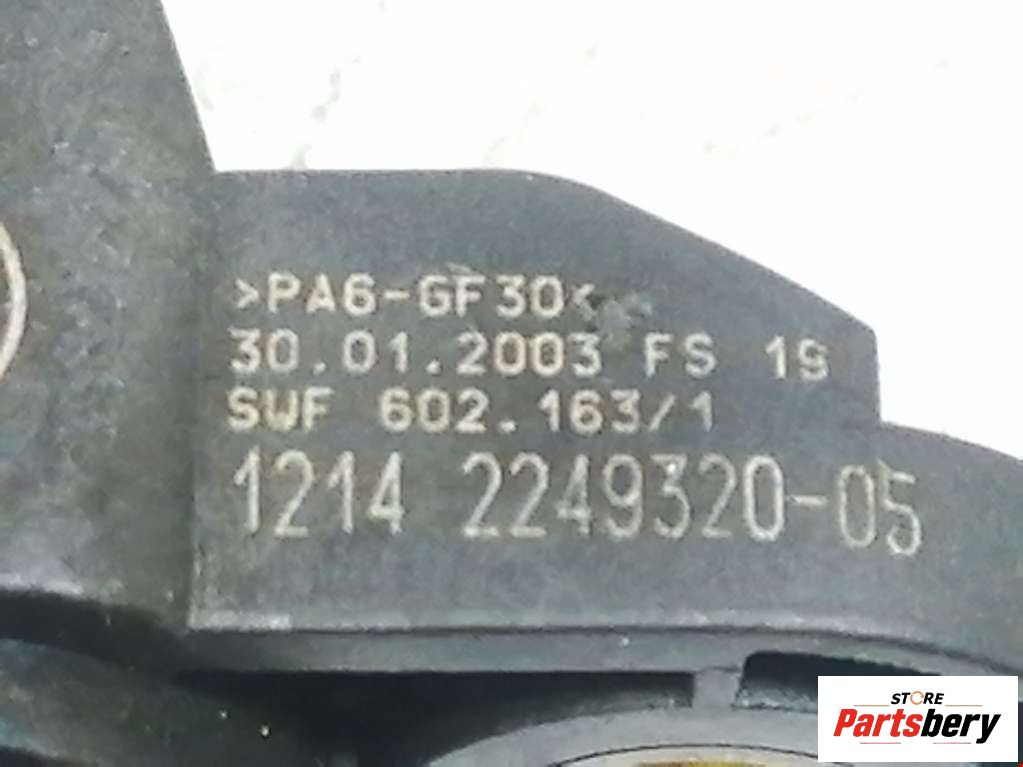 >PA6-GF30<
30.01.2003 FS 19
SWF 602.163/1
1214 2249320-05
STORE
Partsbery